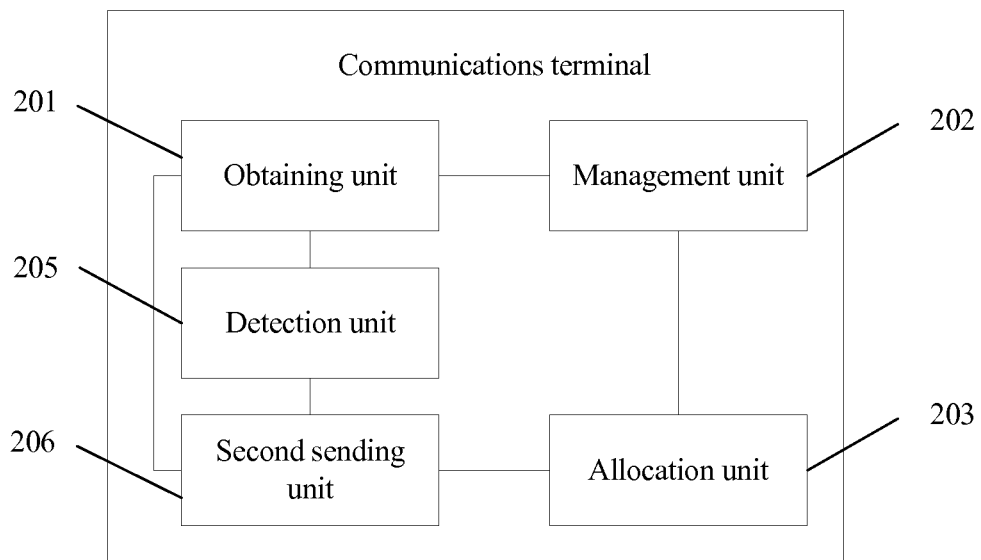 Communications terminal
201
202
Obtaining unit
Management unit
205
Detection unit
206
203
Second sending
unit
Allocation unit